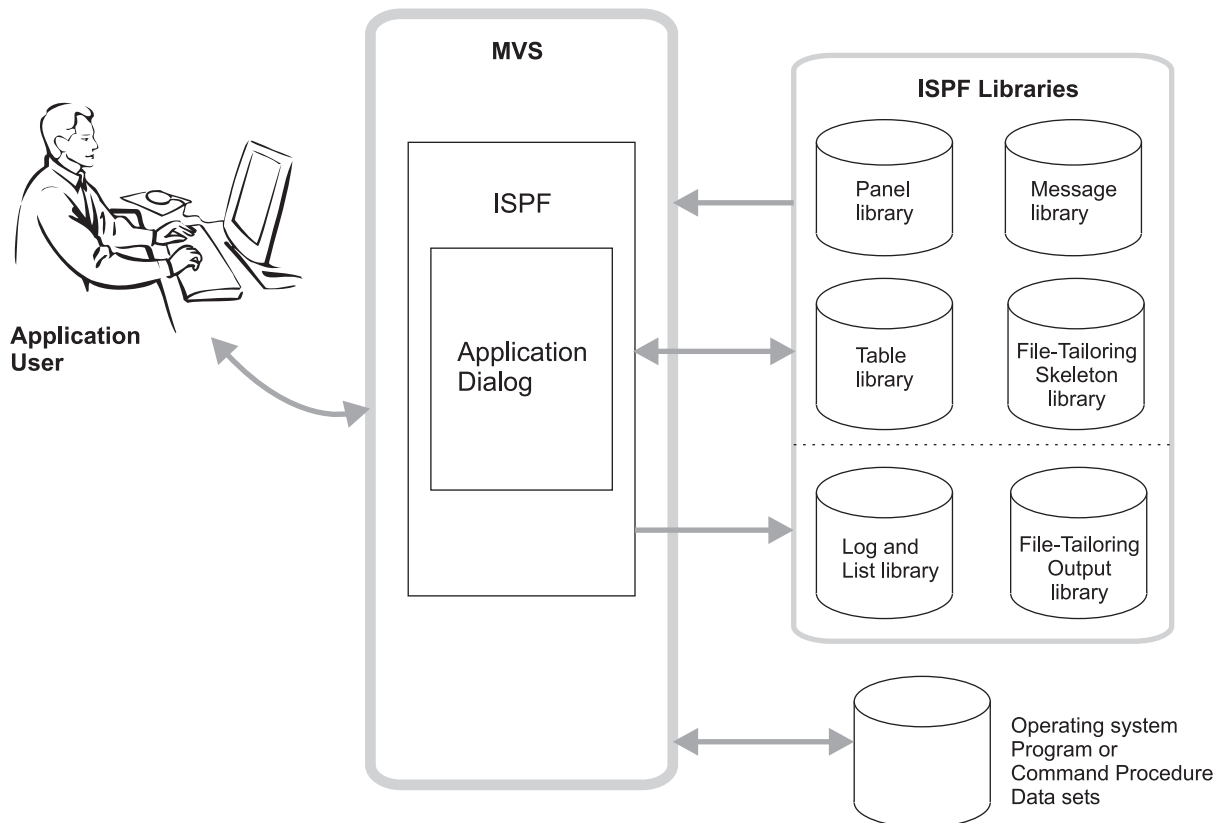 MVS
ISPF Libraries
Panel
library
Message
library
ISPF
Application
User
Application
Dialog
Table
library
File-Tailoring
Skeleton
library
Log and
List library
File-Tailoring
Output
library
Operating system
Program or
Command Procedure
Data sets